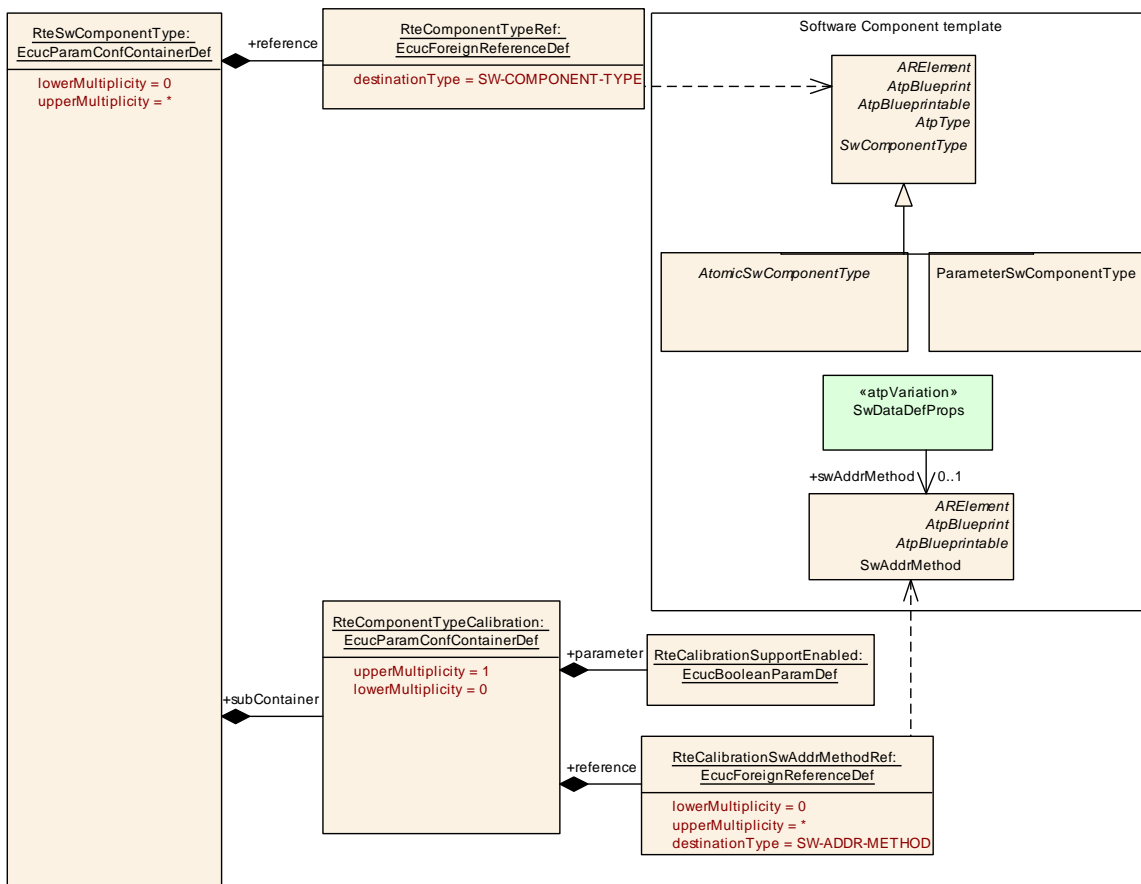 RteSwComponentType:
EcucParamConfContainerDef
lowerMultiplicity = 0
upperMultiplicity = *
+reference
RteComponentTypeRef:
EcucForeignReferenceDef
destinationType = SW-COMPONENT-TYPE
Software Component template
ARElement
AtpBlueprint
AtpBlueprintable
AtpType
SwComponentType
AtomicSwComponentType
ParameterSwComponentType
«atpVariation»
SwDataDefProps
+swAddrMethod
0..1
ARElement
AtpBlueprint
AtpBlueprintable
SwAddrMethod
+subContainer
RteComponentTypeCalibration:
EcucParamConfContainerDef
upperMultiplicity = 1
lowerMultiplicity = 0
+parameter
RteCalibrationSupportEnabled:
EcucBooleanParamDef
+reference
RteCalibrationSwAddrMethodRef:
EcucForeignReferenceDef
lowerMultiplicity = 0
upperMultiplicity = *
destinationType = SW-ADDR-METHOD